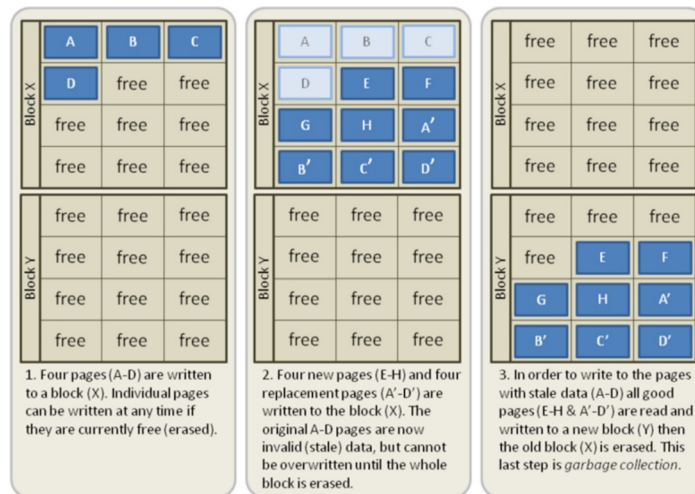 Block X
A B C
D free free
free free free
free free free
Block Y
free free free
free free free
free free free
free free free
1. Four pages (A-D) are written
to a block (X). Individual pages
can be written at any time if
they are currently free (erased).
Block X
A B C
D E F
G H A′
B′ C′ D′
Block Y
free free free
free free free
free free free
free free free
2. Four new pages (E-H) and four
replacement pages (A′-D′) are
written to the block (X). The
original A-D pages are now
invalid (stale) data, but cannot
be overwritten until the whole
block is erased.
Block X
free free free
free free free
free free free
free free free
Block Y
free free free
free E F
G H A′
B′ C′ D′
3. In order to write to the pages
with stale data (A-D) all good
pages (E-H & A′-D′) are read and
written to a new block (Y) then
the old block (X) is erased. This
last step is garbage collection.